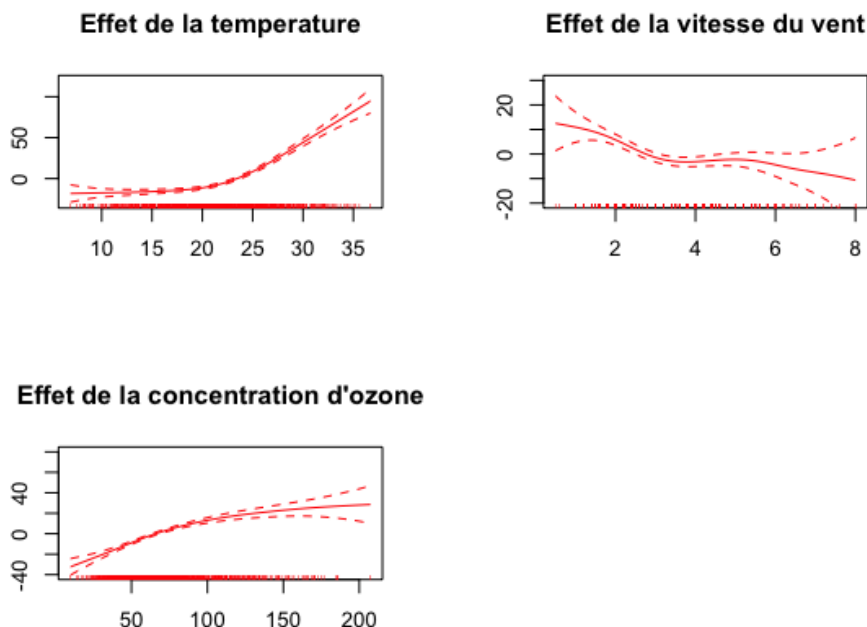 Effet de la temperature
50
0
10 15 20 25 30 35
Effet de la vitesse du vent
20
0
-20
2 4 6 8
Effet de la concentration d'ozone
40
0
-40
50 100 150 200